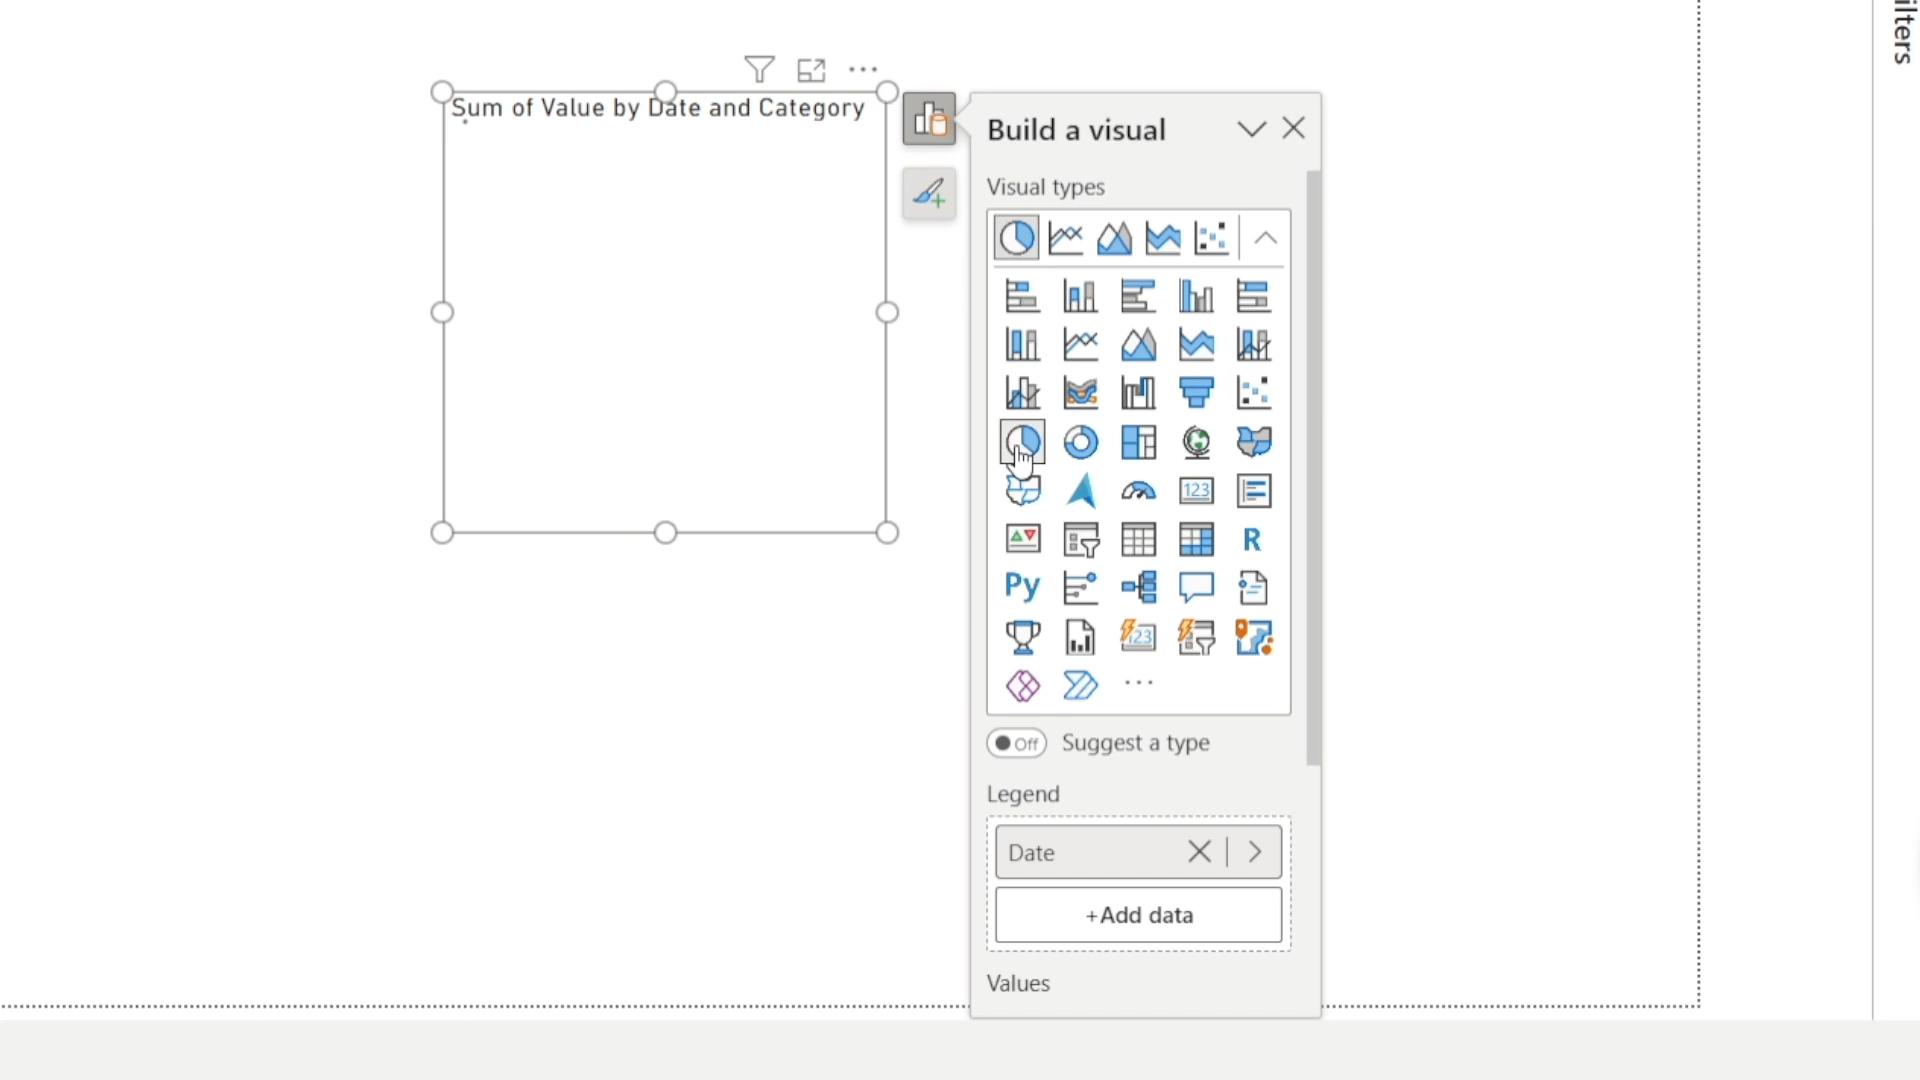 ilters
Sum of Value by Date and Category
Build a visual
Visual types
123
R
Py
123
Off
Suggest a type
Legend
Date
+Add data
Values